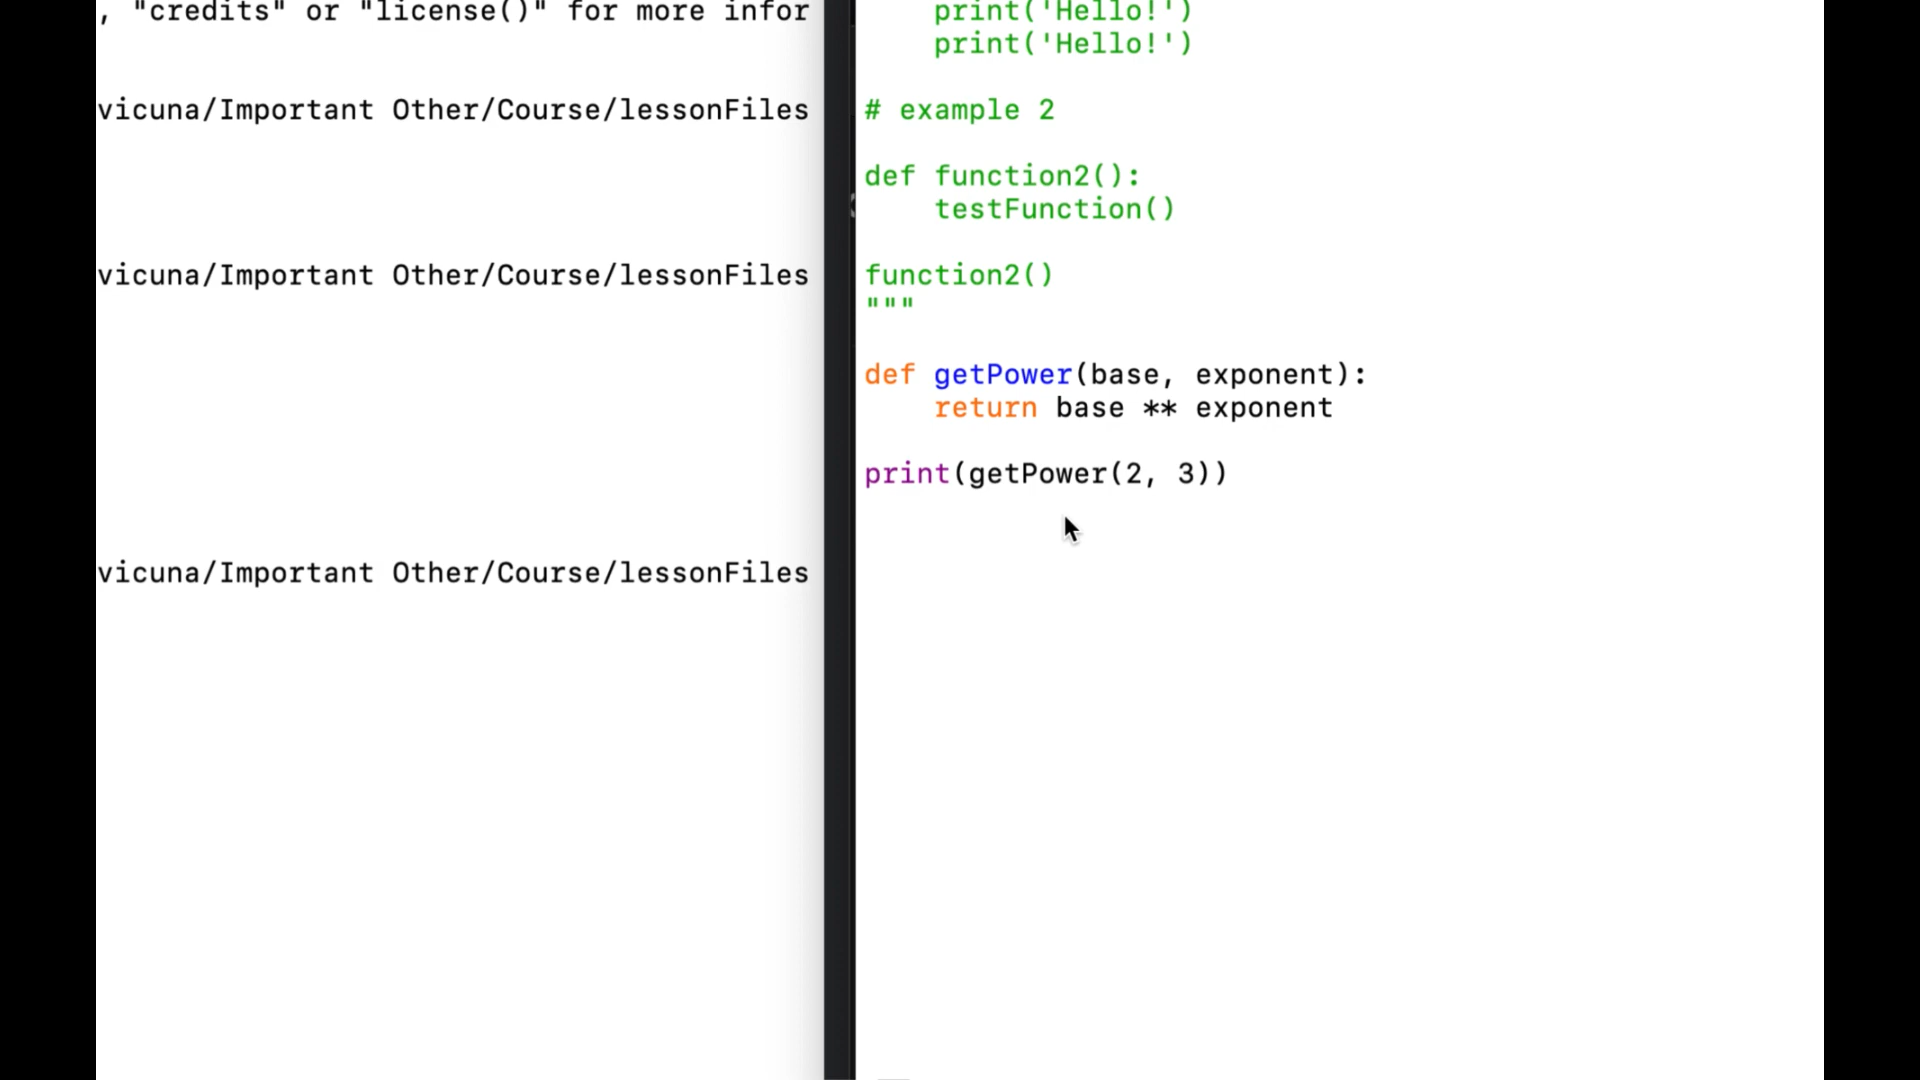 , "credits" or "license()" for more infor
vicuna/Important Other/Course/lessonFiles
vicuna/Important Other/Course/lessonFiles
vicuna/Important Other/Course/lessonFiles
print('Hello!')
print('Hello!')
# example 2
def function2():
testFunction()
function2()
"""
def getPower(base, exponent):
return base ** exponent
print(getPower(2, 3))